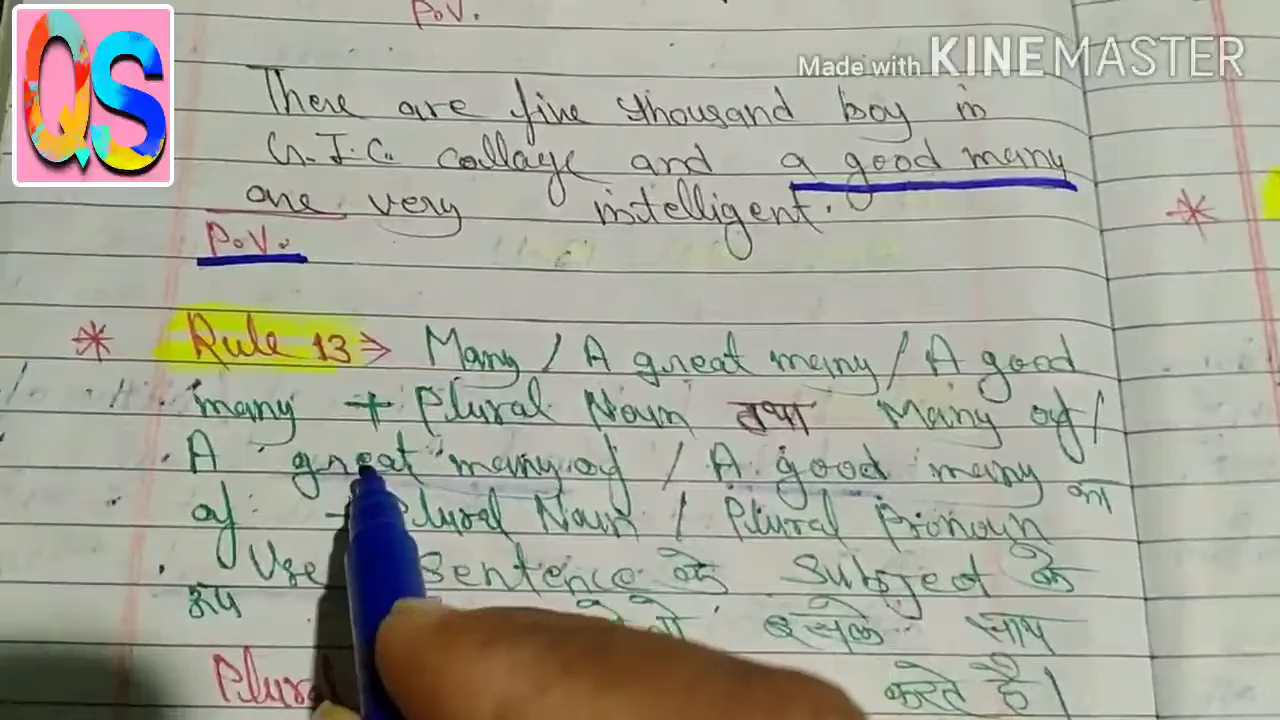 P.V.
QS
Made with KINEMASTER
There are five thousand boy in
G.I.C. collage and a good many
are very intelligent.
P.V.
* Rule 13 ⇒ Many / A great many / A good
many + Plural Noun तथा Many of /
A great many of / A good many
of Plural Noun / Plural Pronoun का
Use Sentence के Subject के
रूप इसके साथ
Plural करते है।
*